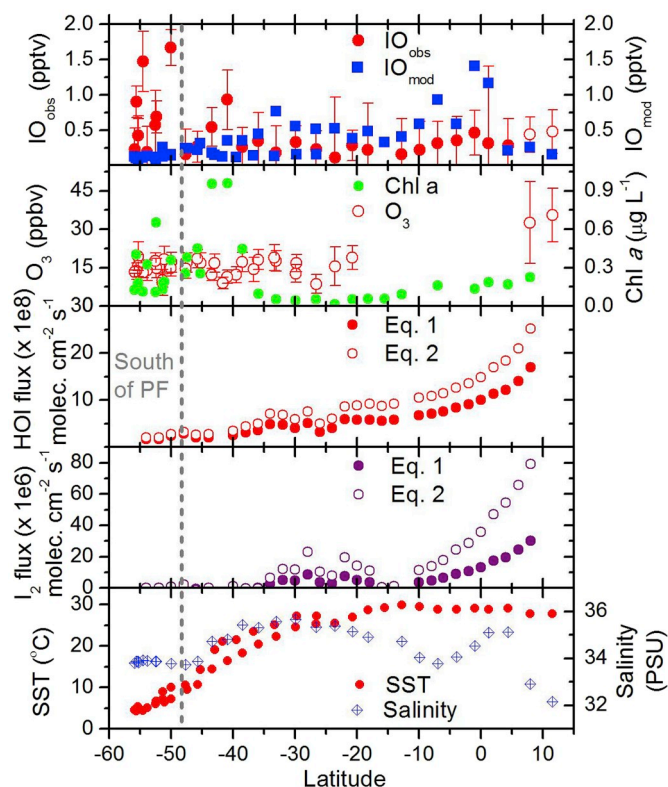 2.0
1.5
1.0
0.5
IO_obs (pptv)
IO_obs
IO_mod
2.0
1.5
1.0
0.5
IO_mod (pptv)
45
30
15
O_3 (ppbv)
Chl a
O_3
0.9
0.6
0.3
0.0
Chl a (μg L^-1)
30
20
10
HOI flux (x 1e8)
molec. cm^-2 s^-1
Eq. 1
Eq. 2
South
of PF
80
60
40
20
0
I_2 flux (x 1e6)
molec. cm^-2 s^-1
Eq. 1
Eq. 2
30
20
10
0
SST (°C)
SST
Salinity
36
34
32
Salinity
(PSU)
-60 -50 -40 -30 -20 -10 0 10
Latitude